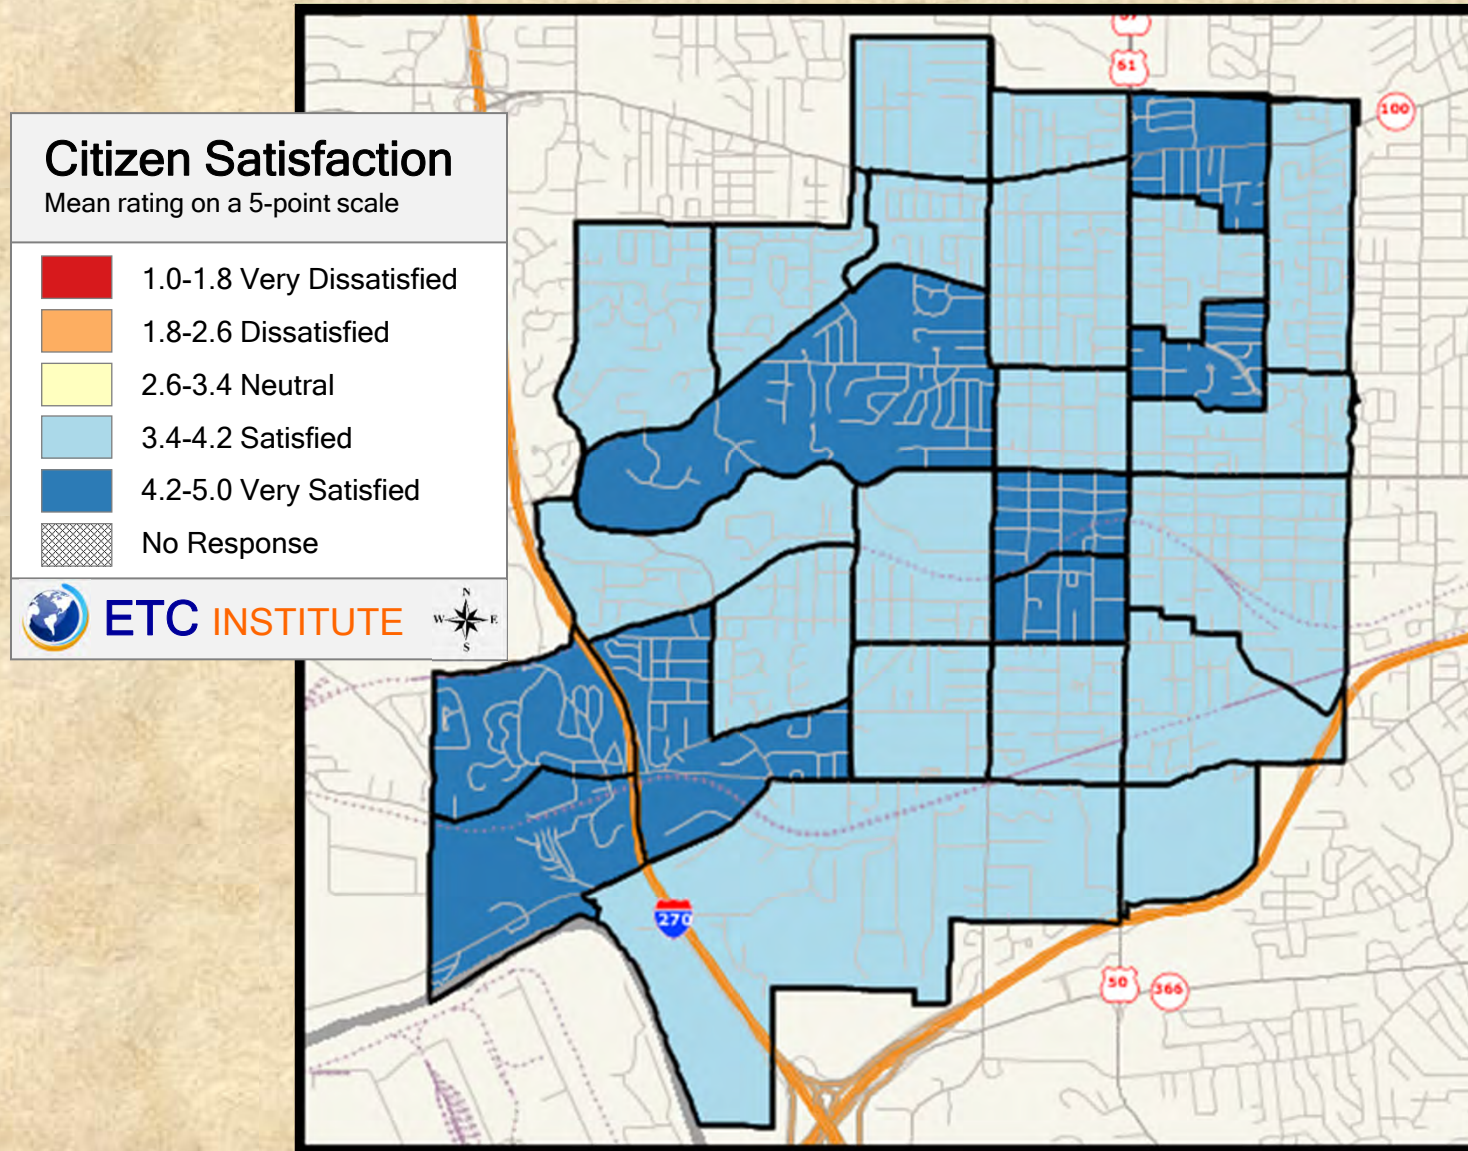 Citizen Satisfaction
Mean rating on a 5-point scale
1.0-1.8 Very Dissatisfied
1.8-2.6 Dissatisfied
2.6-3.4 Neutral
3.4-4.2 Satisfied
4.2-5.0 Very Satisfied
No Response
ETC INSTITUTE
N
W E
S
61
100
270
50
366